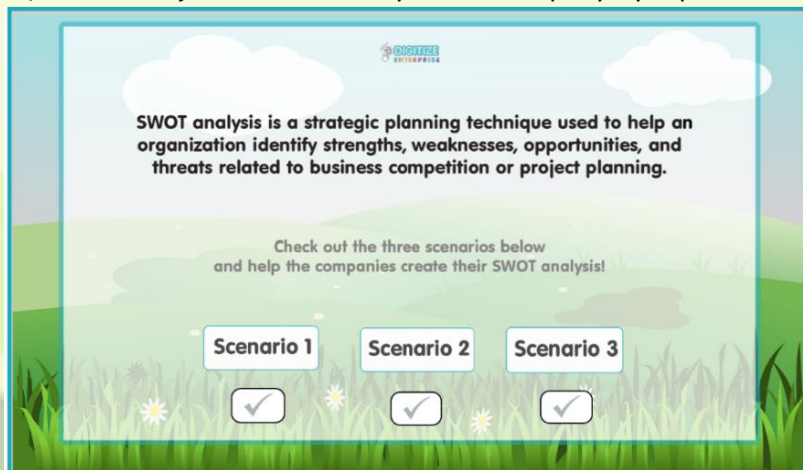 DIGITIZE
ENTERPRISE
SWOT analysis is a strategic planning technique used to help an
organization identify strengths, weaknesses, opportunities, and
threats related to business competition or project planning.
Check out the three scenarios below
and help the companies create their SWOT analysis!
Scenario 1
Scenario 2
Scenario 3